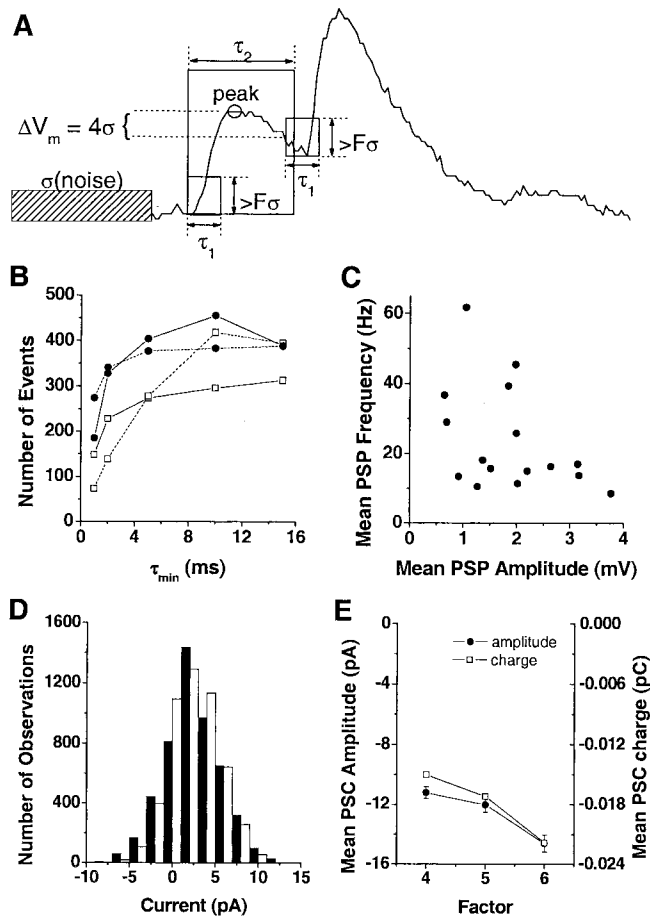 A
τ2
peak
ΔVm = 4σ {
>Fσ
τ1
σ(noise)
>Fσ
τ1
B
Number of Events
500
400
300
200
100
0
0 4 8 12 16
τmin (ms)
C
Mean PSP Frequency (Hz)
60
40
20
0
0 1 2 3 4
Mean PSP Amplitude (mV)
D
Number of Observations
1600
1200
800
400
0
-10 -5 0 5 10 15
Current (pA)
E
Mean PSC Amplitude (pA)
0
-4
-8
-12
-16
amplitude
charge
0.000
-0.006
-0.012
-0.018
-0.024
Mean PSC charge (pC)
4 5 6
Factor